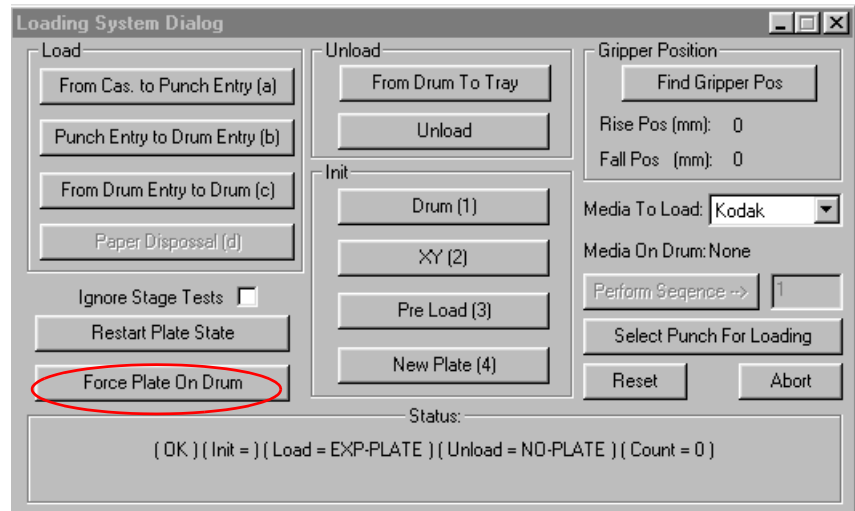 Loading System Dialog
Load
From Cas. to Punch Entry (a)
Punch Entry to Drum Entry (b)
From Drum Entry to Drum (c)
Paper Dispossal (d)
Ignore Stage Tests
Restart Plate State
Force Plate On Drum
Unload
From Drum To Tray
Unload
Init
Drum (1)
XY (2)
Pre Load (3)
New Plate (4)
Gripper Position
Find Gripper Pos
Rise Pos (mm): 0
Fall Pos (mm): 0
Media To Load: Kodak
Media On Drum: None
Perform Seqence --> 1
Select Punch For Loading
Reset Abort
Status:
( OK ) ( Init = ) ( Load = EXP-PLATE ) ( Unload = NO-PLATE ) ( Count = 0 )